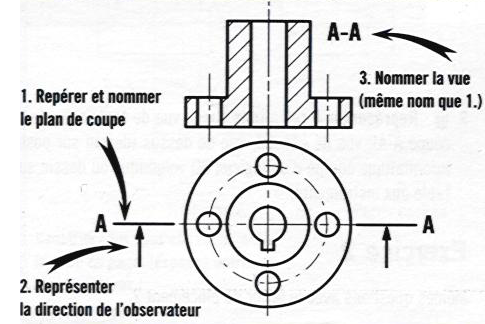 A-A
3. Nommer la vue
(même nom que 1.)
1. Repérer et nommer
le plan de coupe
A
A
2. Représenter
la direction de l'observateur